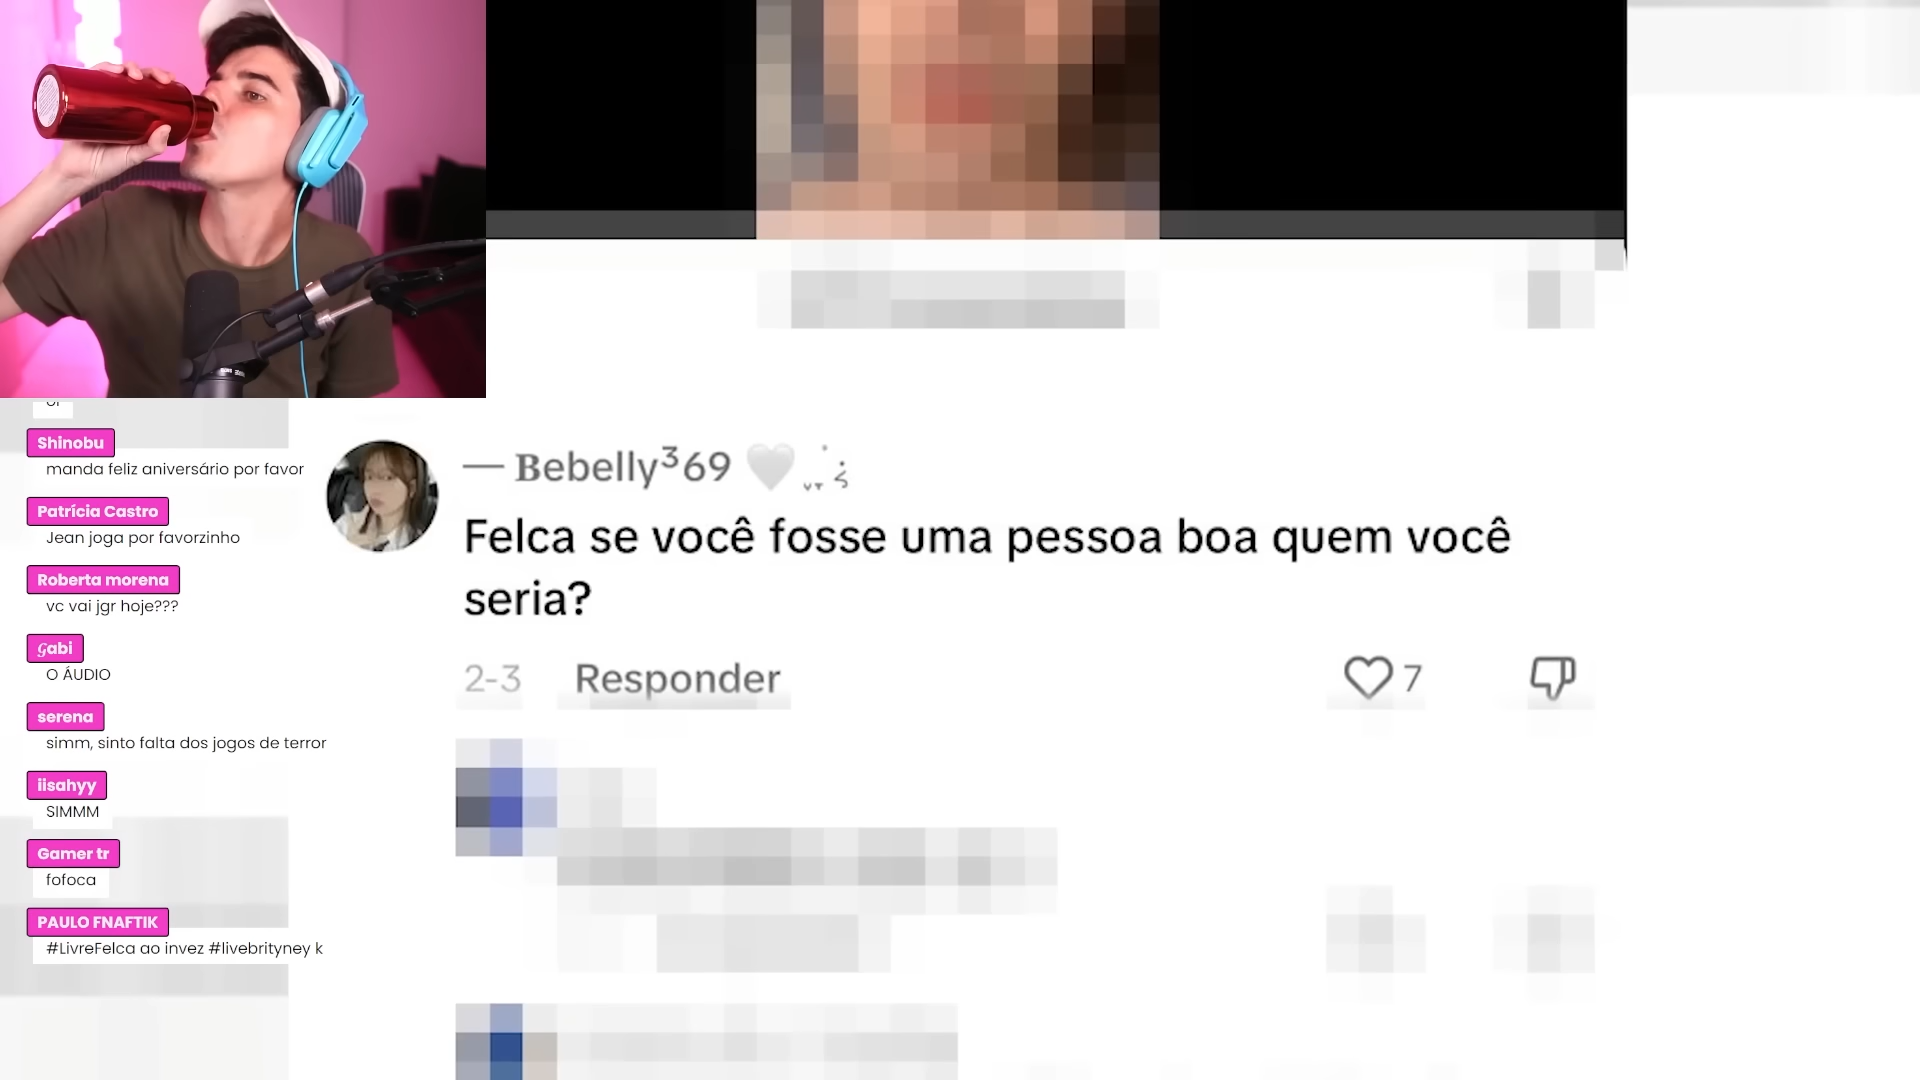 Shinobu
manda feliz aniversário por favor
Patrícia Castro
Jean joga por favorzinho
Roberta morena
vc vai jgr hoje???
Gabi
O ÁUDIO
serena
simm, sinto falta dos jogos de terror
iisahyy
SIMMM
Gamer tr
fofoca
PAULO FNAFTIK
#LivreFelca ao invez #livebrityney k
— 𝐁ebelly³69 🤍
Felca se você fosse uma pessoa boa quem você
seria?
2-3 Responder 7